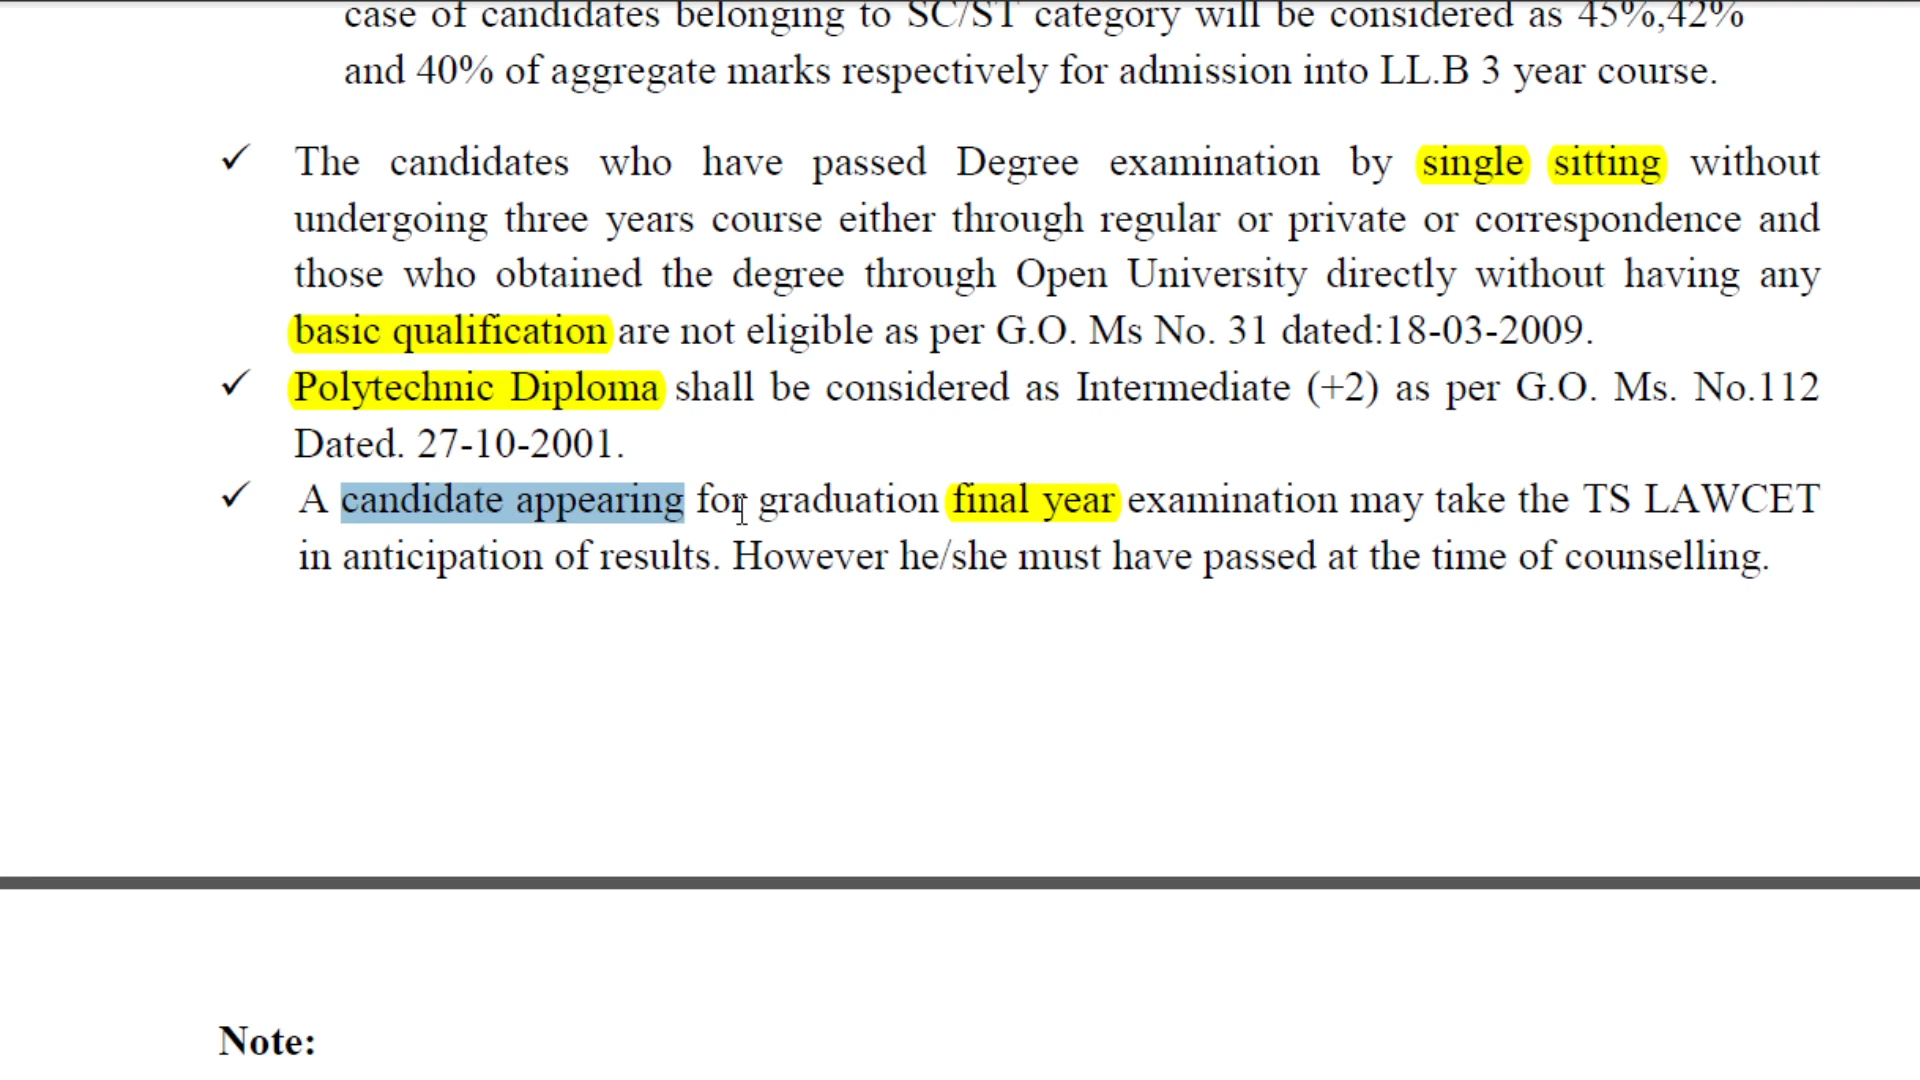 case of candidates belonging to SC/ST category will be considered as 45%,42%
and 40% of aggregate marks respectively for admission into LL.B 3 year course.
✓ The candidates who have passed Degree examination by single sitting without
undergoing three years course either through regular or private or correspondence and
those who obtained the degree through Open University directly without having any
basic qualification are not eligible as per G.O. Ms No. 31 dated:18-03-2009.
✓ Polytechnic Diploma shall be considered as Intermediate (+2) as per G.O. Ms. No.112
Dated. 27-10-2001.
✓ A candidate appearing for graduation final year examination may take the TS LAWCET
in anticipation of results. However he/she must have passed at the time of counselling.
Note: